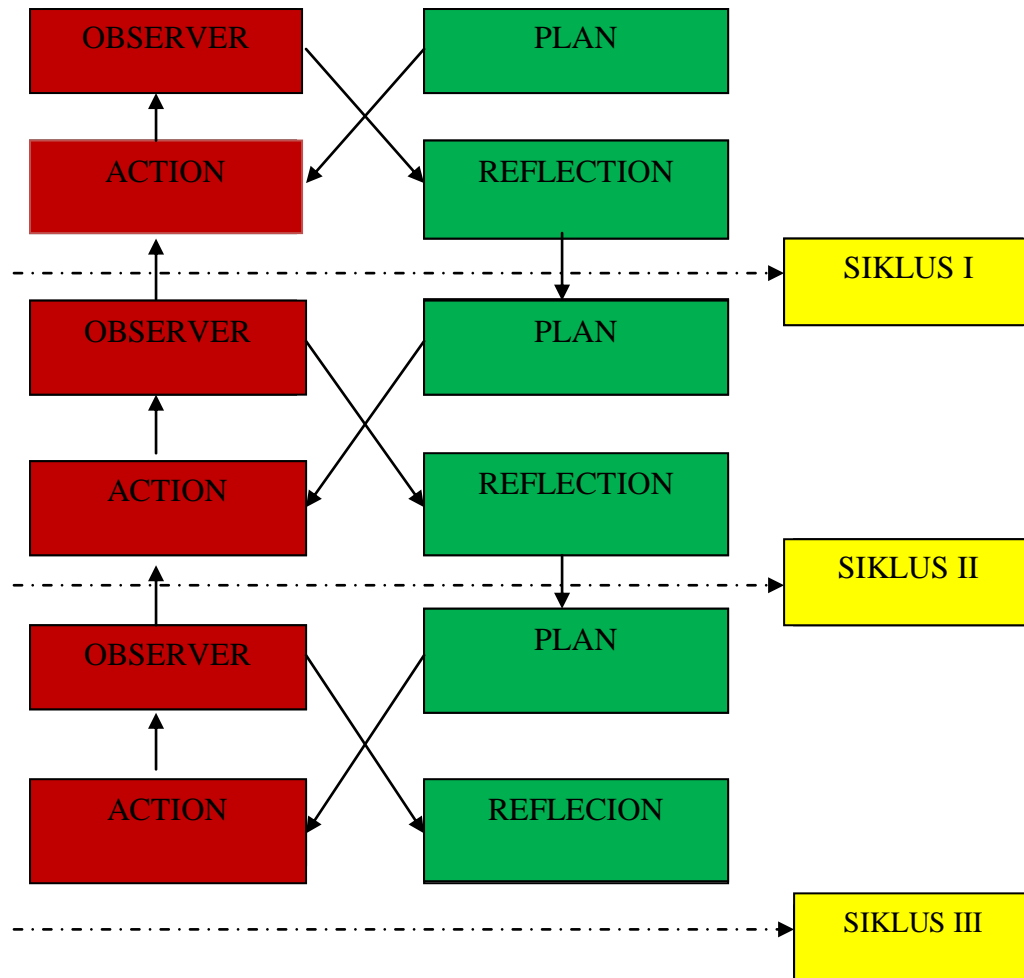 OBSERVER
PLAN
ACTION
REFLECTION
SIKLUS I
OBSERVER
PLAN
ACTION
REFLECTION
SIKLUS II
OBSERVER
PLAN
ACTION
REFLECION
SIKLUS III